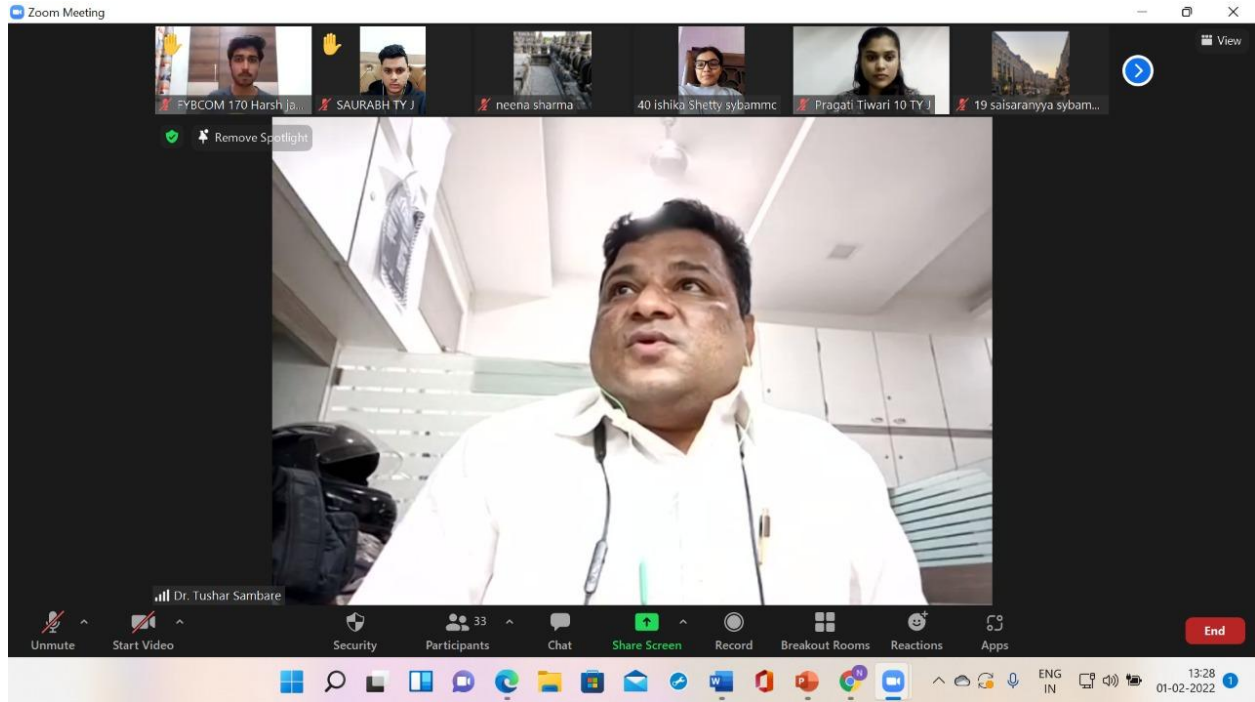 Zoom Meeting
View
FYBCOM 170 Harsh ja...
SAURABH TY J
neena sharma
40 ishika Shetty sybammc
Pragati Tiwari 10 TY J
19 saisaranyya sybam...
Remove Spotlight
Dr. Tushar Sambare
Unmute
Start Video
Security
Participants
33
Chat
Share Screen
Record
Breakout Rooms
Reactions
Apps
End
ENG
IN
13:28
01-02-2022
1